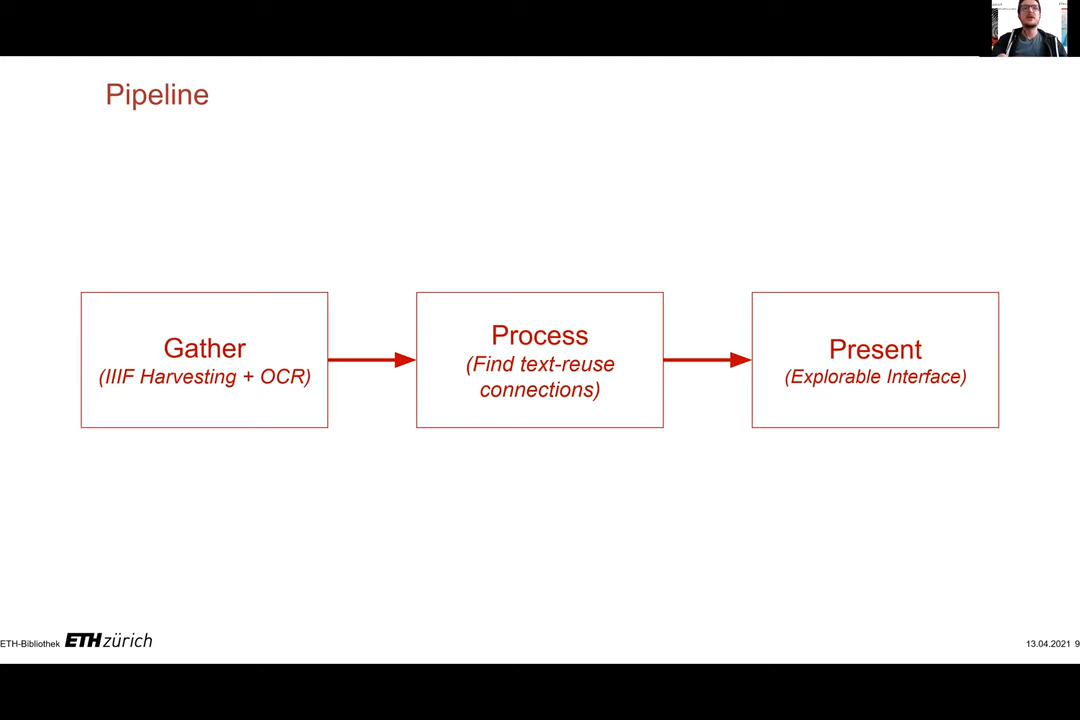 Pipeline
Gather
(IIIF Harvesting + OCR)
Process
(Find text-reuse
connections)
Present
(Explorable Interface)
ETH-Bibliothek ETHzürich
13.04.2021 9